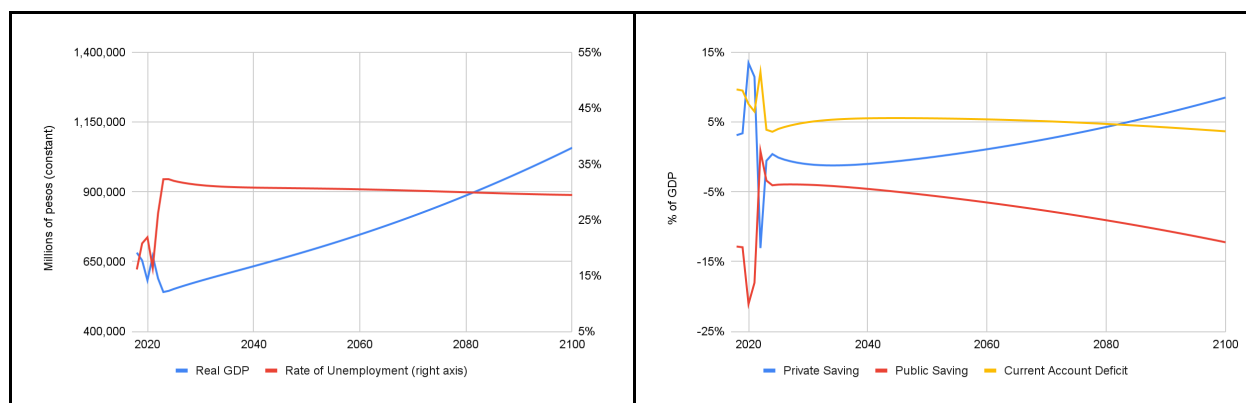 1,400,000
1,150,000
900,000
650,000
400,000
Millions of pesos (constant)
55%
45%
35%
25%
15%
5%
2020 2040 2060 2080 2100
Real GDP Rate of Unemployment (right axis)
15%
5%
-5%
-15%
-25%
% of GDP
2020 2040 2060 2080 2100
Private Saving Public Saving Current Account Deficit